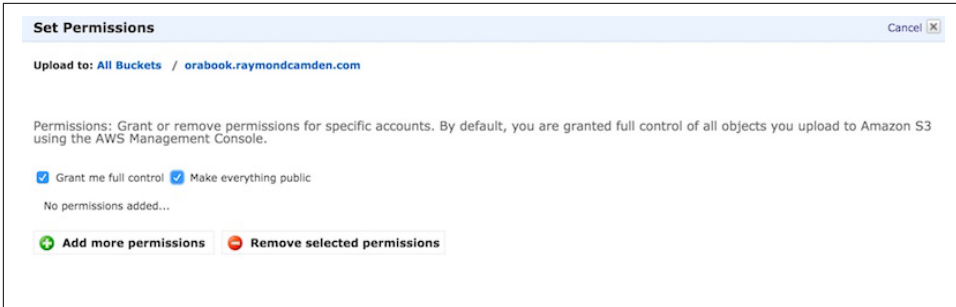 Set Permissions Cancel
Upload to: All Buckets / orabook.raymondcamden.com
Permissions: Grant or remove permissions for specific accounts. By default, you are granted full control of all objects you upload to Amazon S3
using the AWS Management Console.
Grant me full control Make everything public
No permissions added...
Add more permissions Remove selected permissions